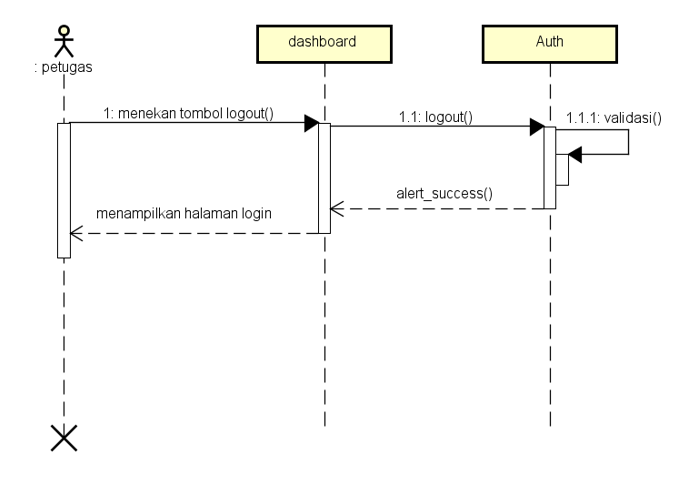 dashboard
Auth
: petugas
1: menekan tombol logout()
1.1: logout()
1.1.1: validasi()
alert_success()
menampilkan halaman login